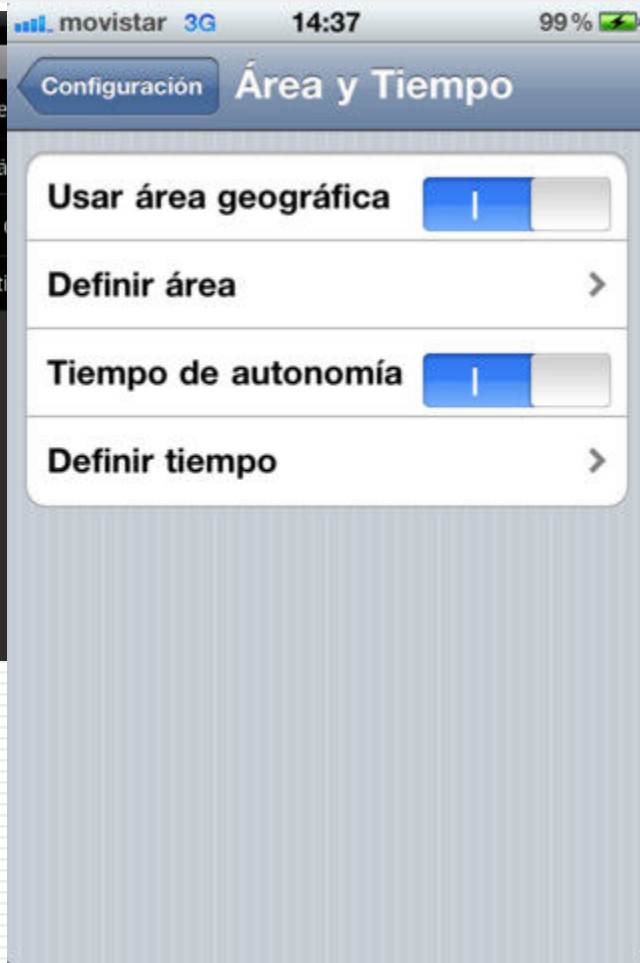 movistar 3G 14:37 99 %
Configuración Área y Tiempo
Usar área geográfica
Definir área
Tiempo de autonomía
Definir tiempo